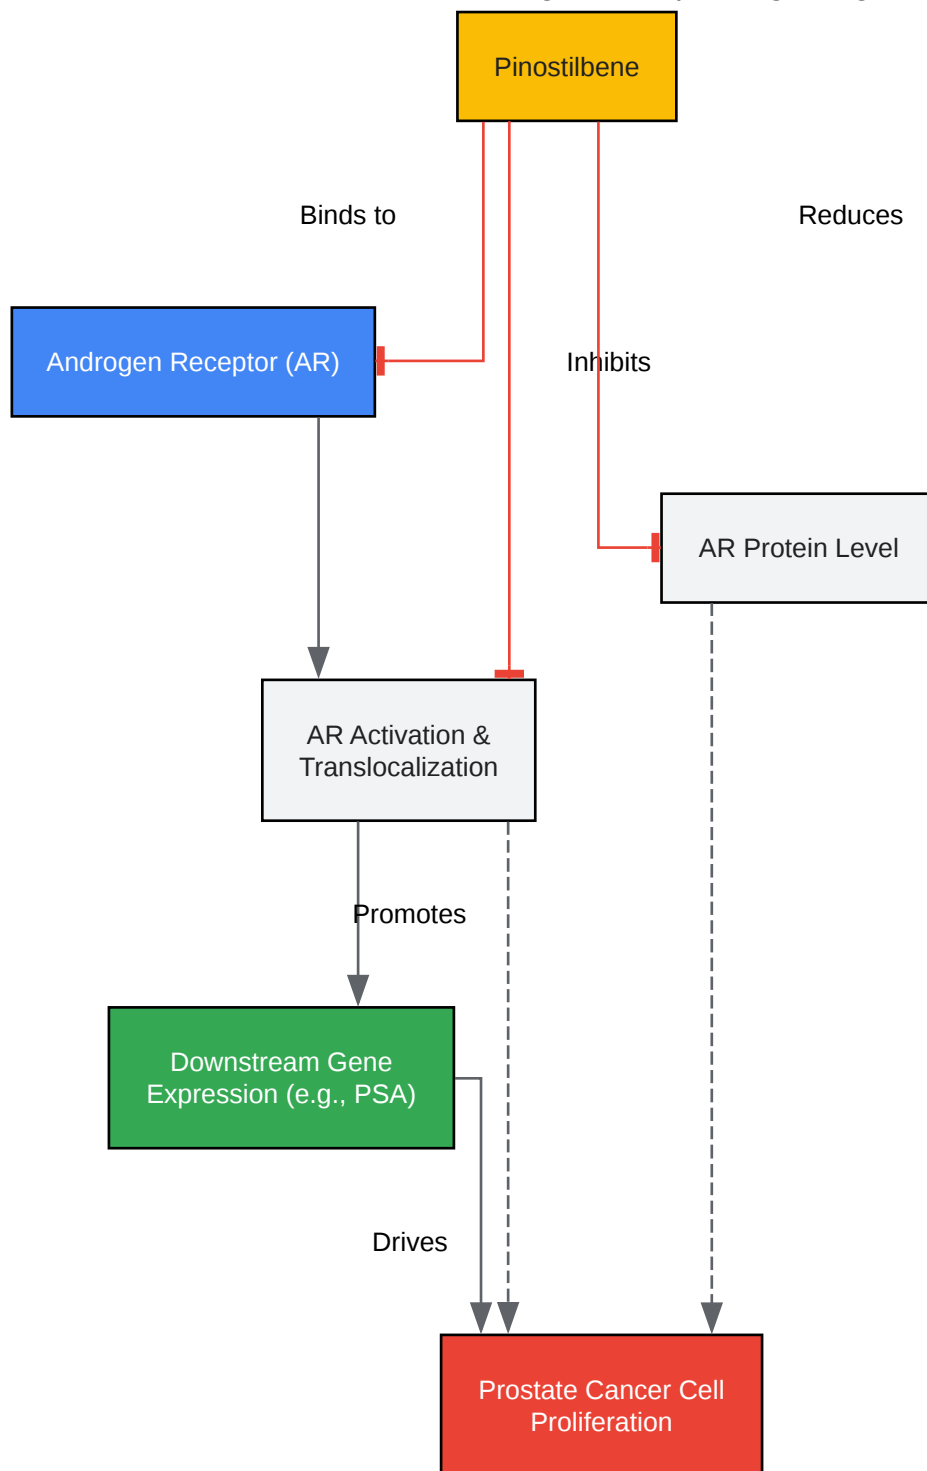 Pinostilbene
Binds to
Reduces
Androgen Receptor (AR)
Inhibits
AR Protein Level
AR Activation &
Translocalization
Promotes
Downstream Gene
Expression (e.g., PSA)
Drives
Prostate Cancer Cell
Proliferation